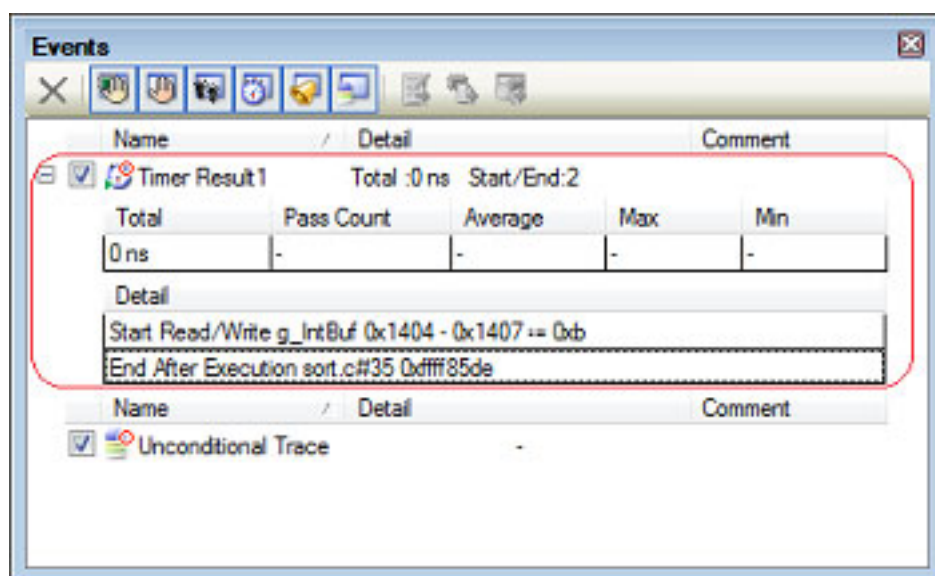 Events
Name / Detail Comment
Timer Result1 Total :0 ns Start/End:2
Total Pass Count Average Max Min
0 ns - - - -
Detail
Start Read/Write g_IntBuf 0x1404 - 0x1407 == 0xb
End After Execution sort.c#35 0xffff85de
Name / Detail Comment
Unconditional Trace -